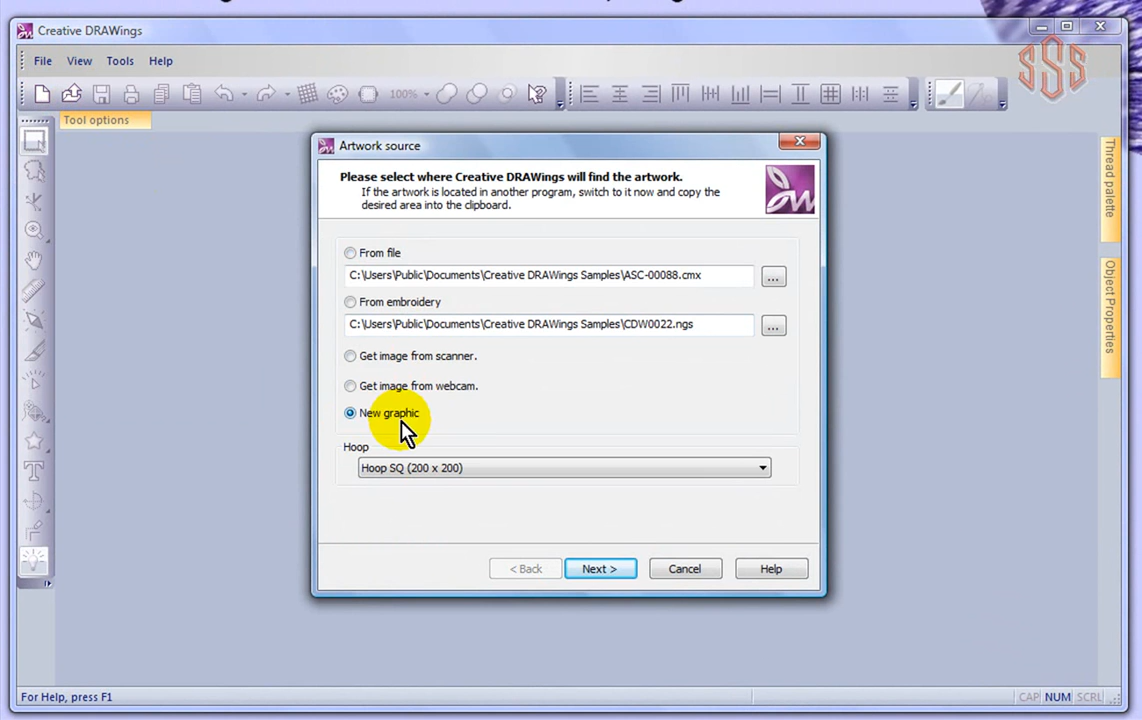 Creative DRAWings
File View Tools Help
SSS
100%
Tool options
Artwork source
Please select where Creative DRAWings will find the artwork.
If the artwork is located in another program, switch to it now and copy the
desired area into the clipboard.
From file
C:\Users\Public\Documents\Creative DRAWings Samples\ASC-00088.cmx
...
From embroidery
C:\Users\Public\Documents\Creative DRAWings Samples\CDW0022.ngs
...
Get image from scanner.
Get image from webcam.
New graphic
Hoop
Hoop SQ (200 x 200)
< Back Next > Cancel Help
Thread palette
Object Properties
For Help, press F1
CAP NUM SCRL